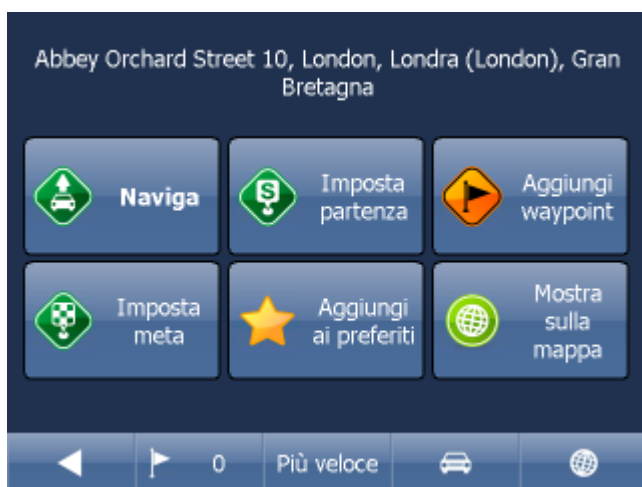 Abbey Orchard Street 10, London, Londra (London), Gran
Bretagna
Naviga
Imposta
partenza
Aggiungi
waypoint
Imposta
meta
Aggiungi
ai preferiti
Mostra
sulla
mappa
0
Più veloce